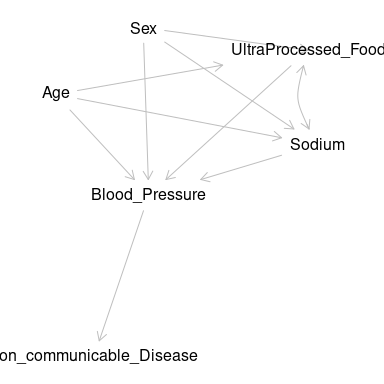 Sex
UltraProcessed_Food
Age
Sodium
Blood_Pressure
on_communicable_Disease